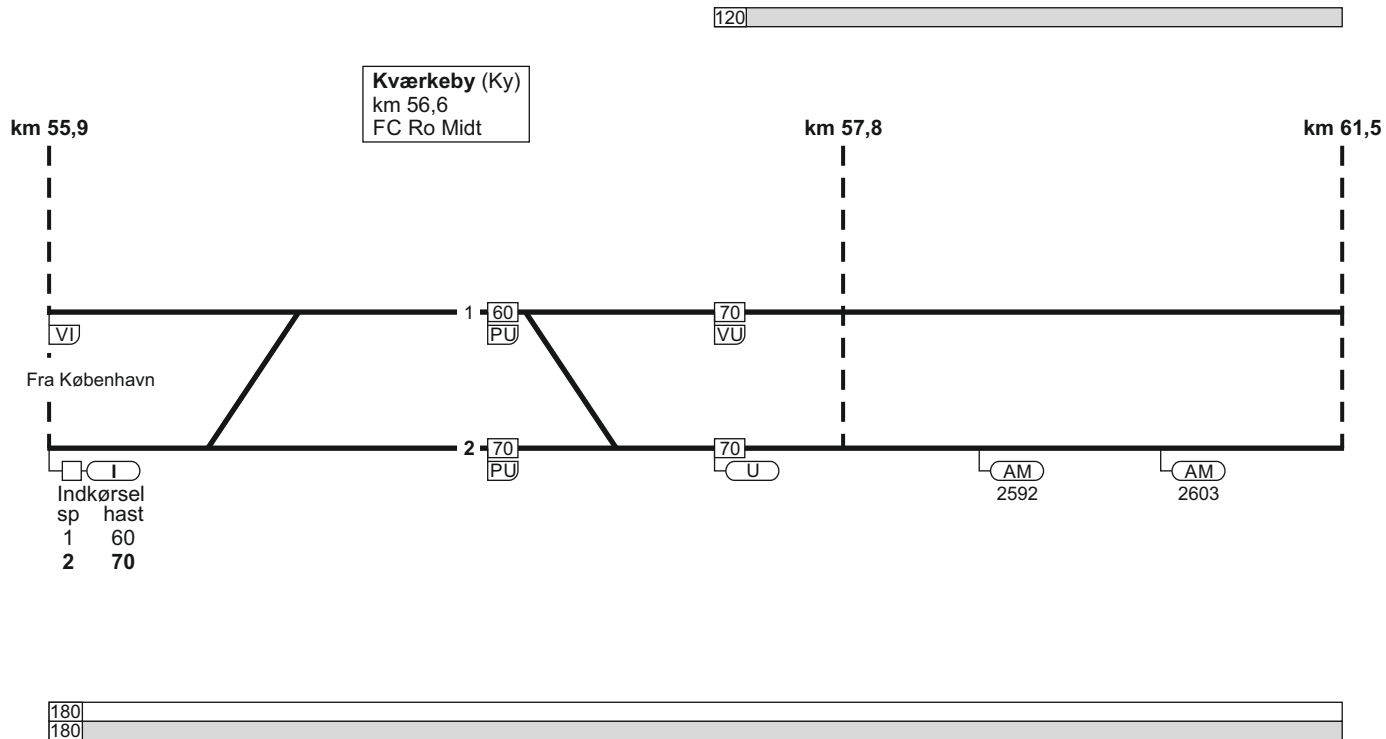 120
Kværkeby (Ky)
km 56,6
FC Ro Midt
km 55,9
km 57,8
km 61,5
1 60 70
VI PU VU
Fra København
2 70 70
I PU U AM AM
Indkørsel 2592 2603
sp hast
1 60
2 70
180
180